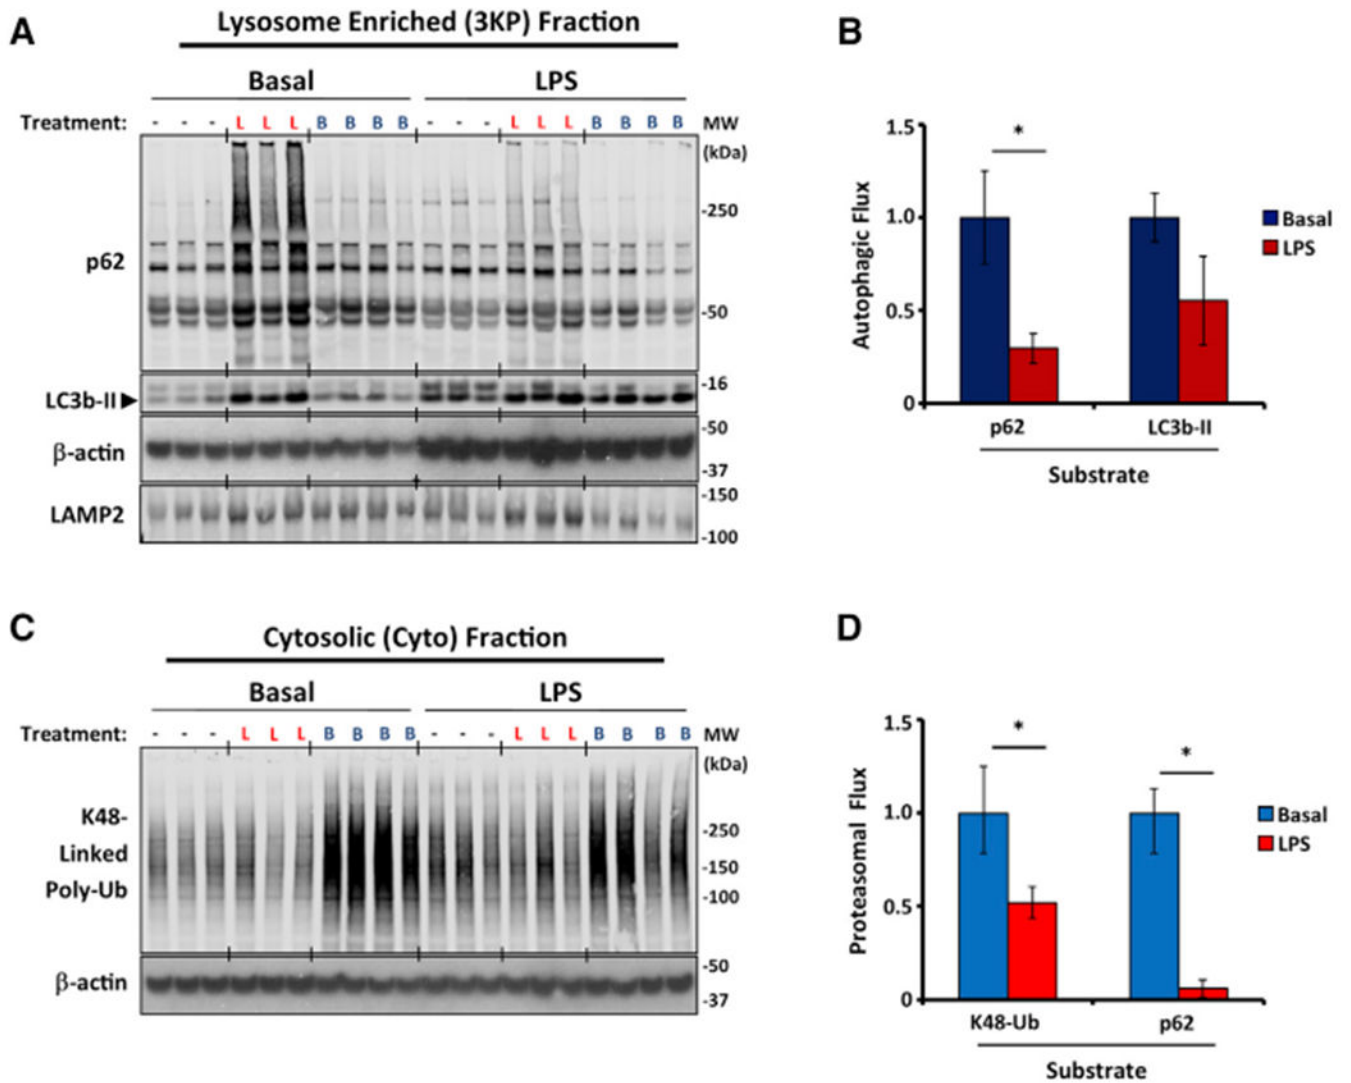 A
Lysosome Enriched (3KP) Fraction
Basal LPS
Treatment: - - - L L L B B B B - - - L L L B B B B MW
(kDa)
-250
p62
-50
-16
LC3b-II►
-50
β-actin
-37
-150
LAMP2
-100
B
1.5
*
1.0
0.5
0
Autophagic Flux
Basal
LPS
p62 LC3b-II
Substrate
C
Cytosolic (Cyto) Fraction
Basal LPS
Treatment: - - - L L L B B B B - - - L L L B B B B MW
(kDa)
K48-
-250
Linked
-150
Poly-Ub
-100
-50
β-actin
-37
D
1.5
*
*
1.0
0.5
0
Proteasomal Flux
Basal
LPS
K48-Ub p62
Substrate